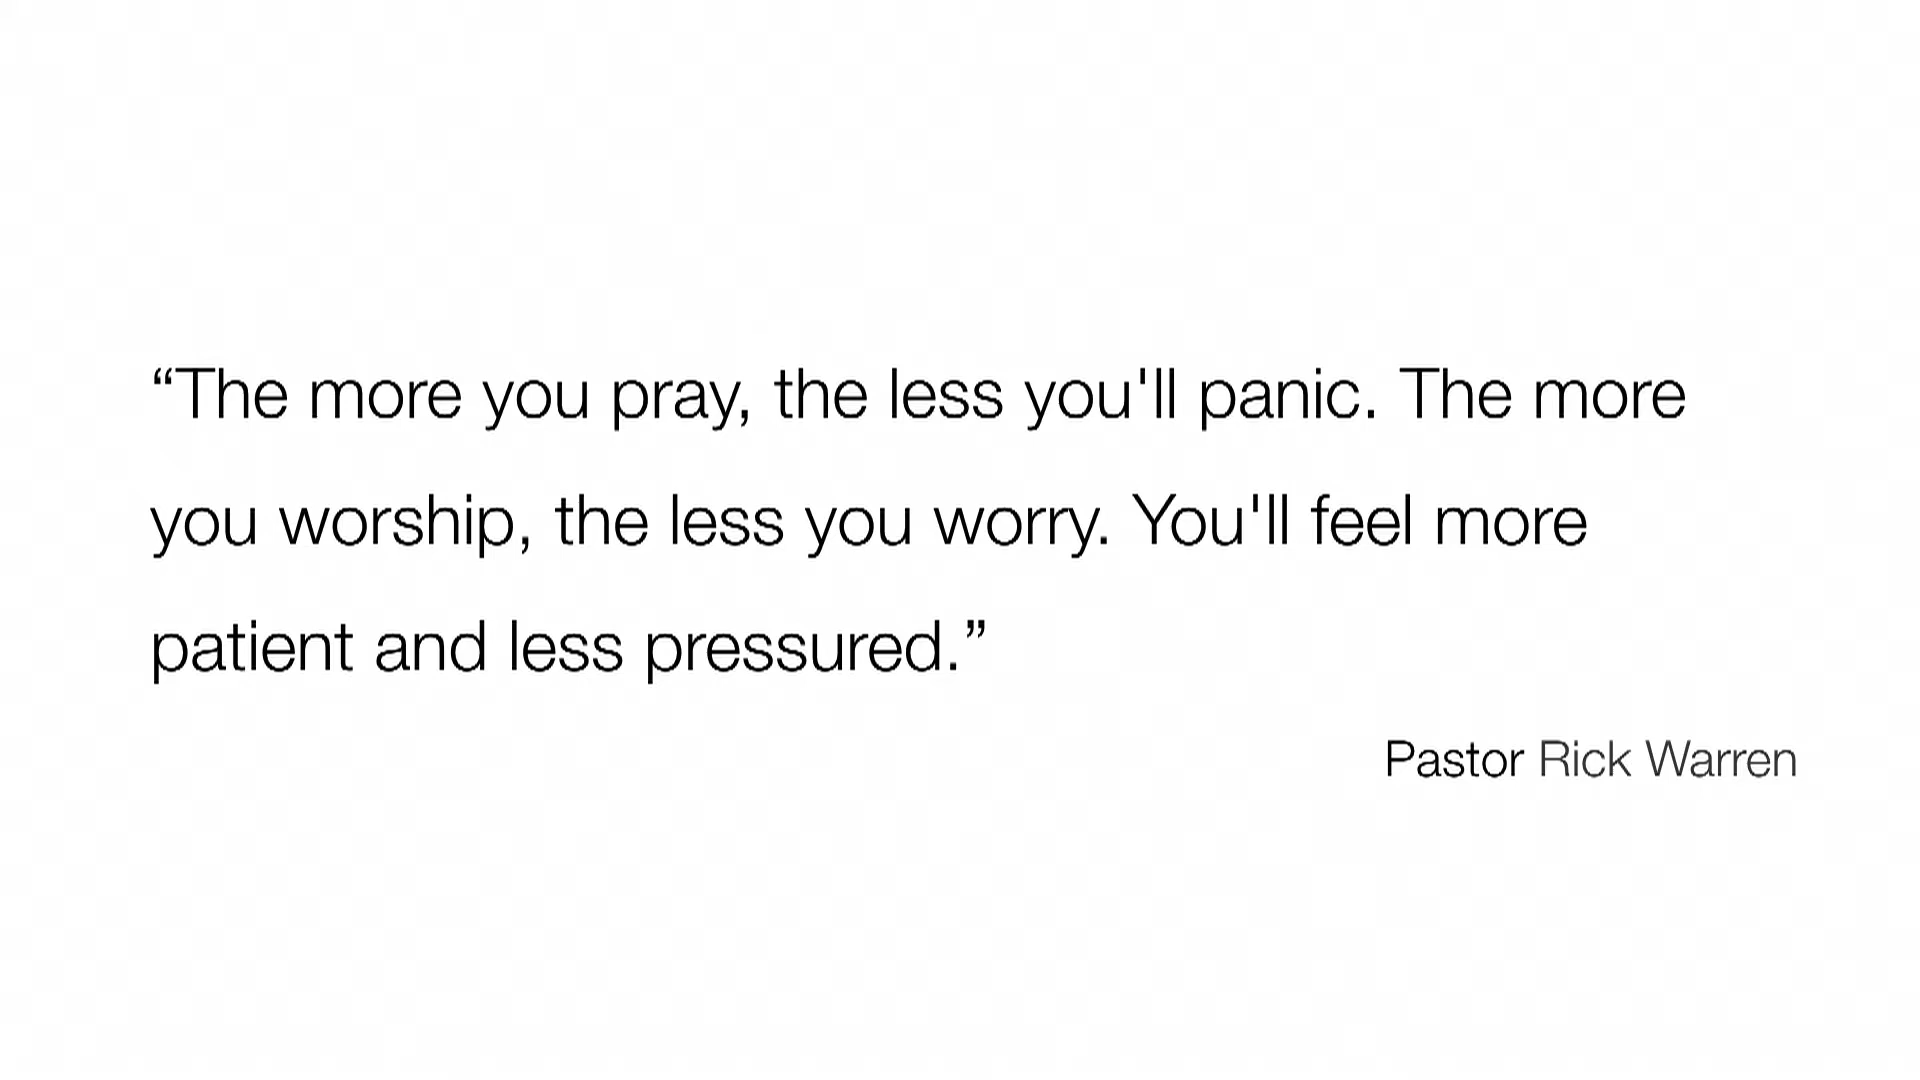 “The more you pray, the less you'll panic. The more
you worship, the less you worry. You'll feel more
patient and less pressured.”
Pastor Rick Warren